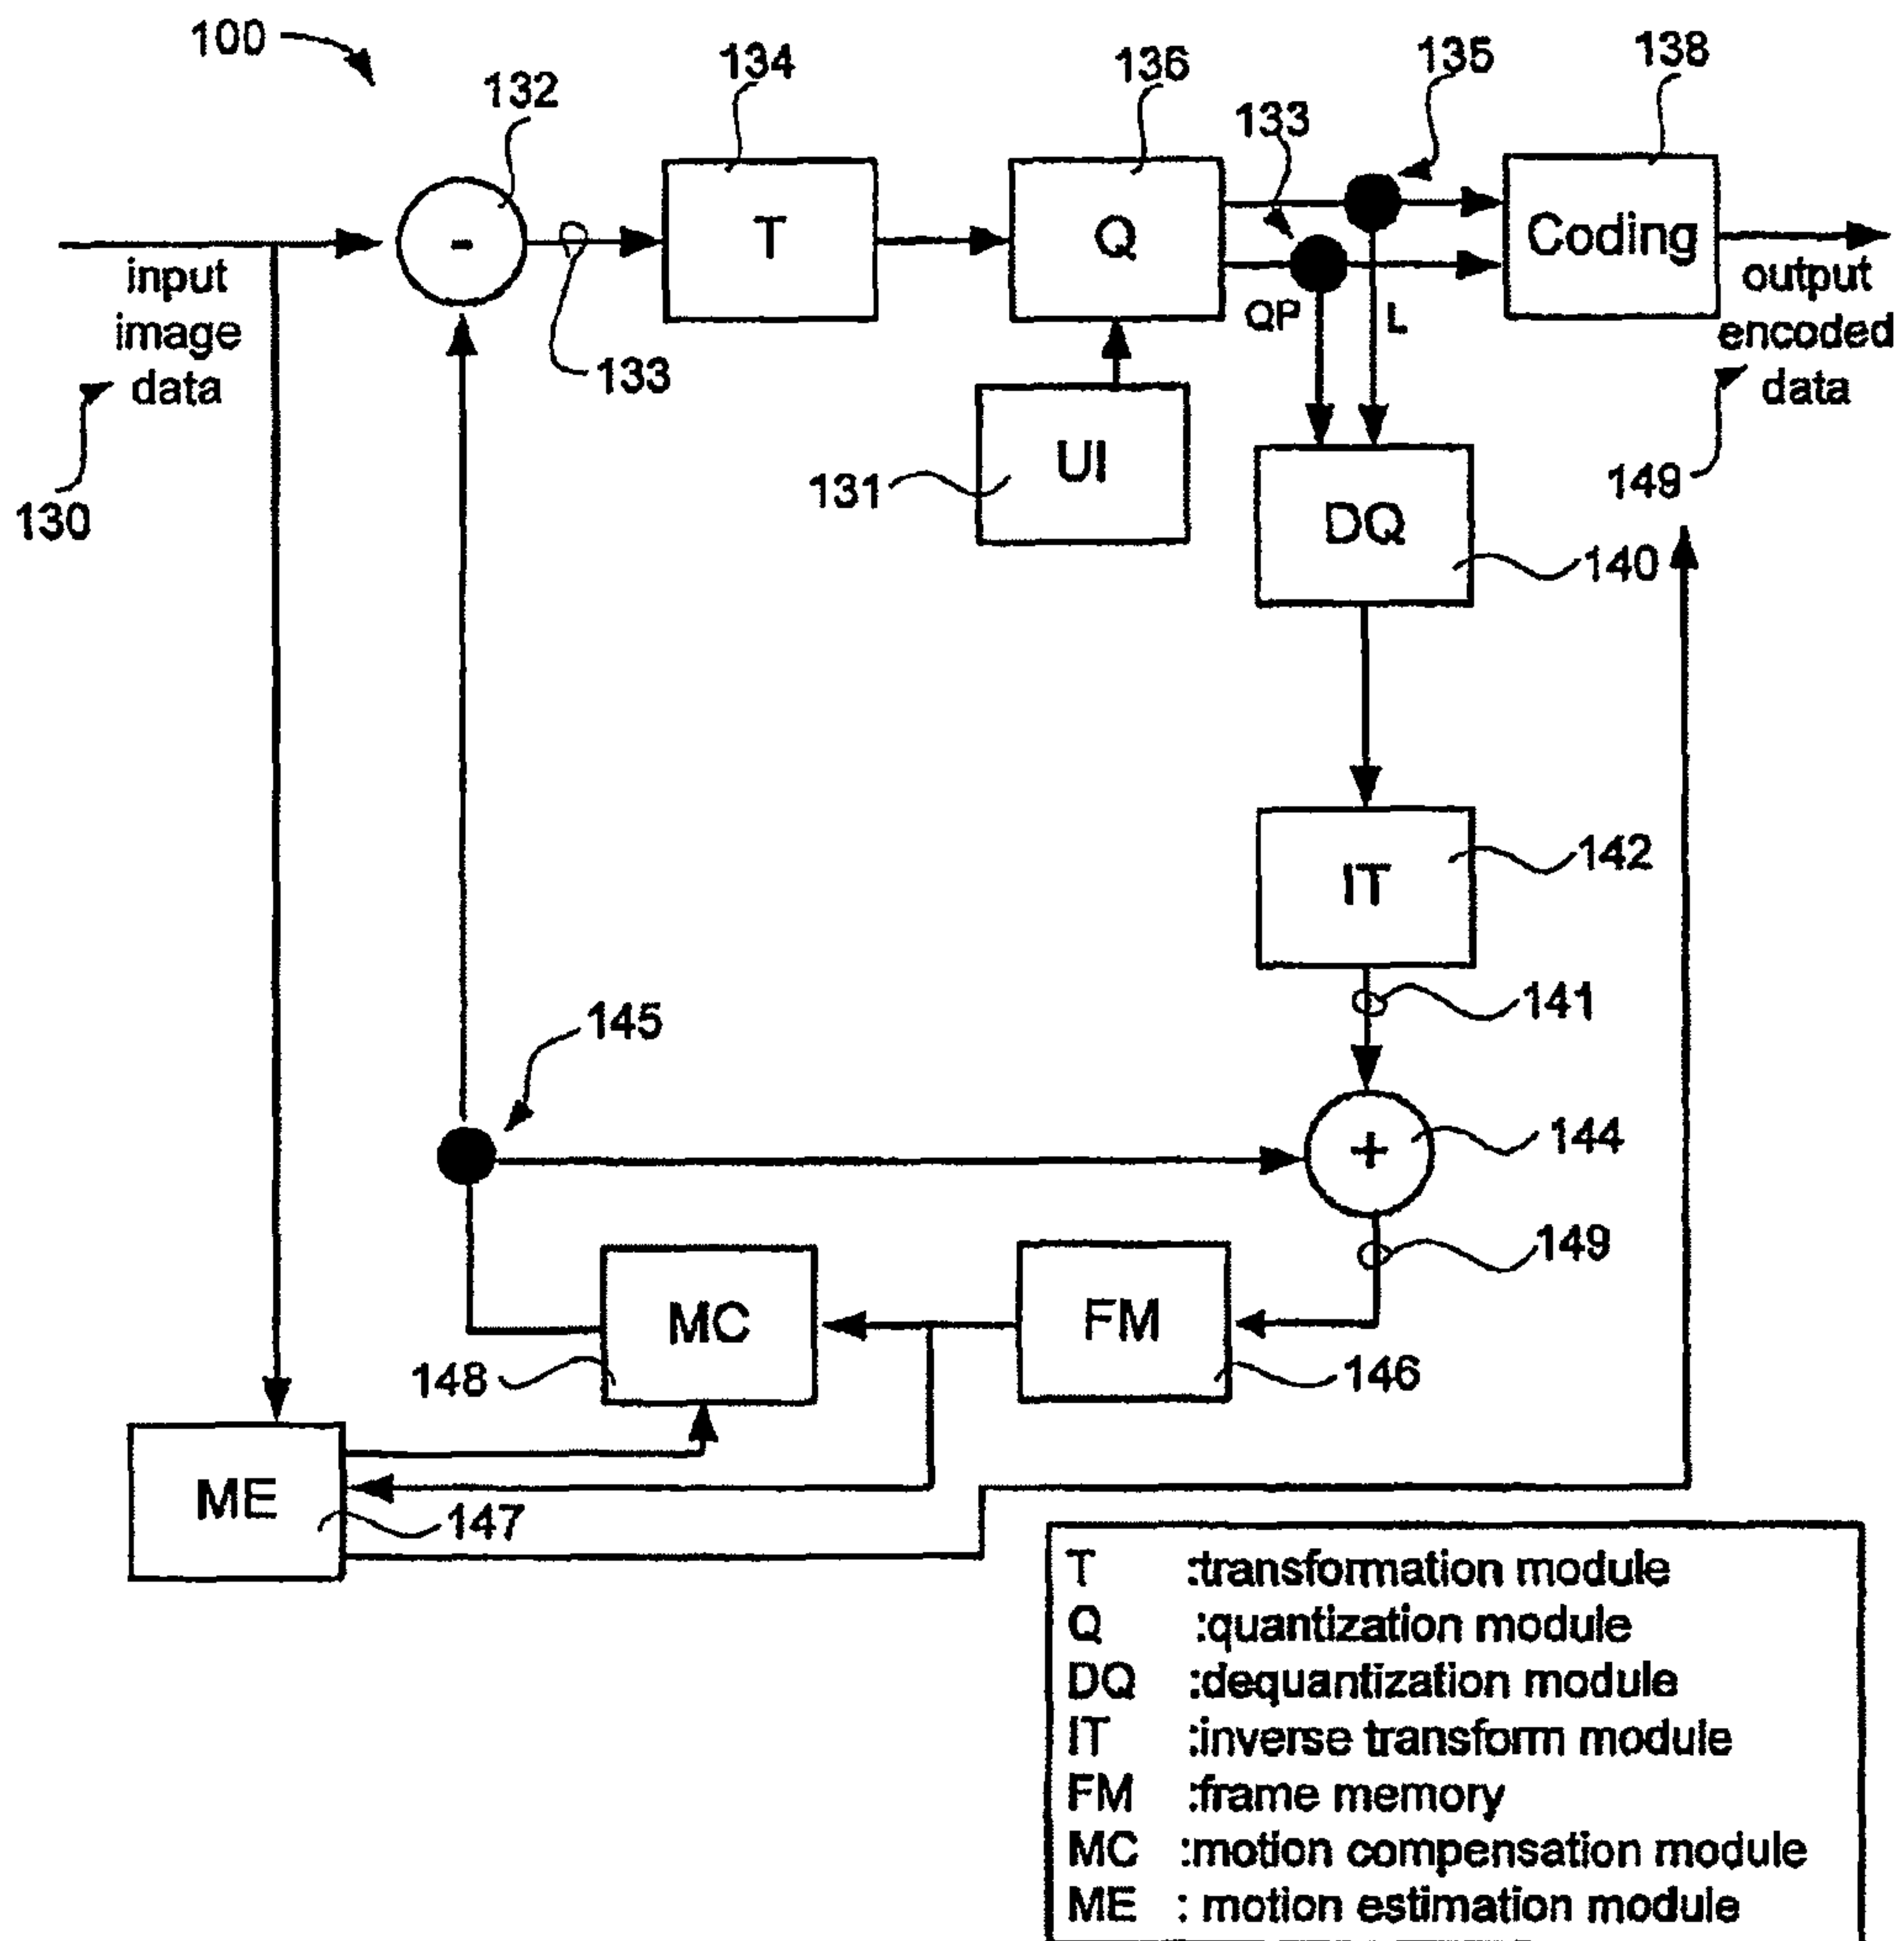 100
132
134
136
133
135
138
-
T
Q
Coding
input
image
data
130
133
QP
L
output
encoded
data
149
131
UI
DQ
140
IT
142
141
145
+
144
149
MC
148
FM
146
ME
147
T :transformation module
Q :quantization module
DQ :dequantization module
IT :inverse transform module
FM :frame memory
MC :motion compensation module
ME : motion estimation module